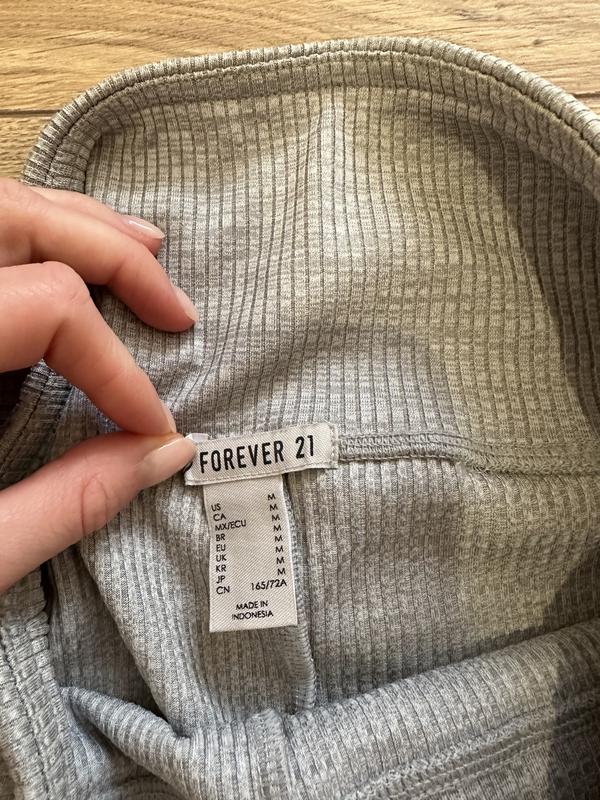 FOREVER 21
US M
CA M
MX/ECU M
BR M
EU M
UK M
KR M
JP M
CN 165/72A
MADE IN
INDONESIA